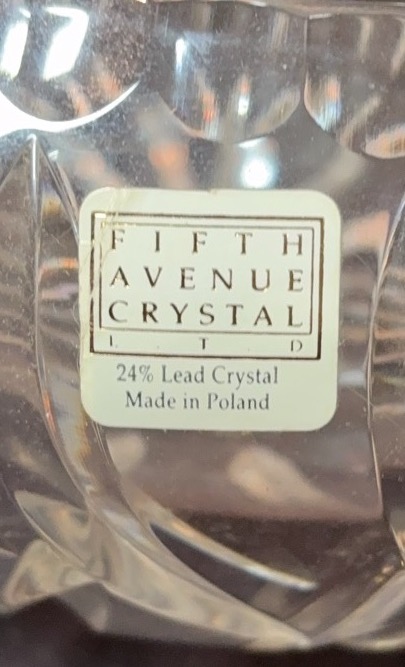 FIFTH
AVENUE
CRYSTAL
LTD
24% Lead Crystal
Made in Poland